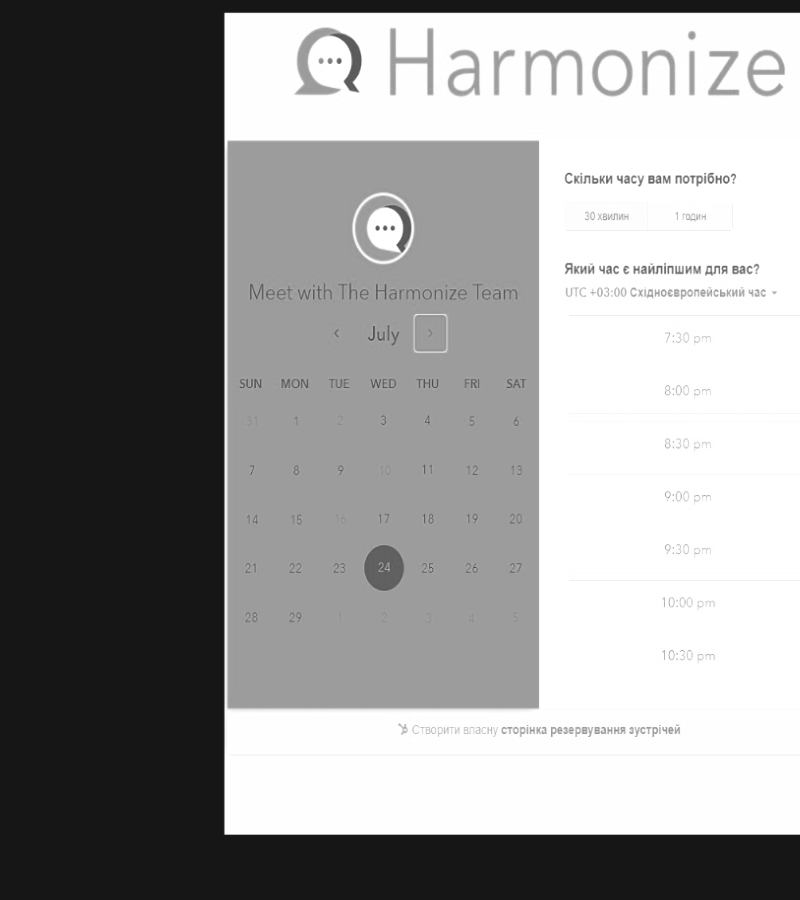 Harmonize
Meet with The Harmonize Team
July
SUN MON TUE WED THU FRI SAT
31 1 2 3 4 5 6
7 8 9 10 11 12 13
14 15 16 17 18 19 20
21 22 23 24 25 26 27
28 29 1 2 3 4 5
Скільки часу вам потрібно?
30 хвилин 1 годин
Який час є найліпшим для вас?
UTC +03:00 Східноєвропейський час
7:30 pm
8:00 pm
8:30 pm
9:00 pm
9:30 pm
10:00 pm
10:30 pm
Створити власну сторінка резервування зустрічей